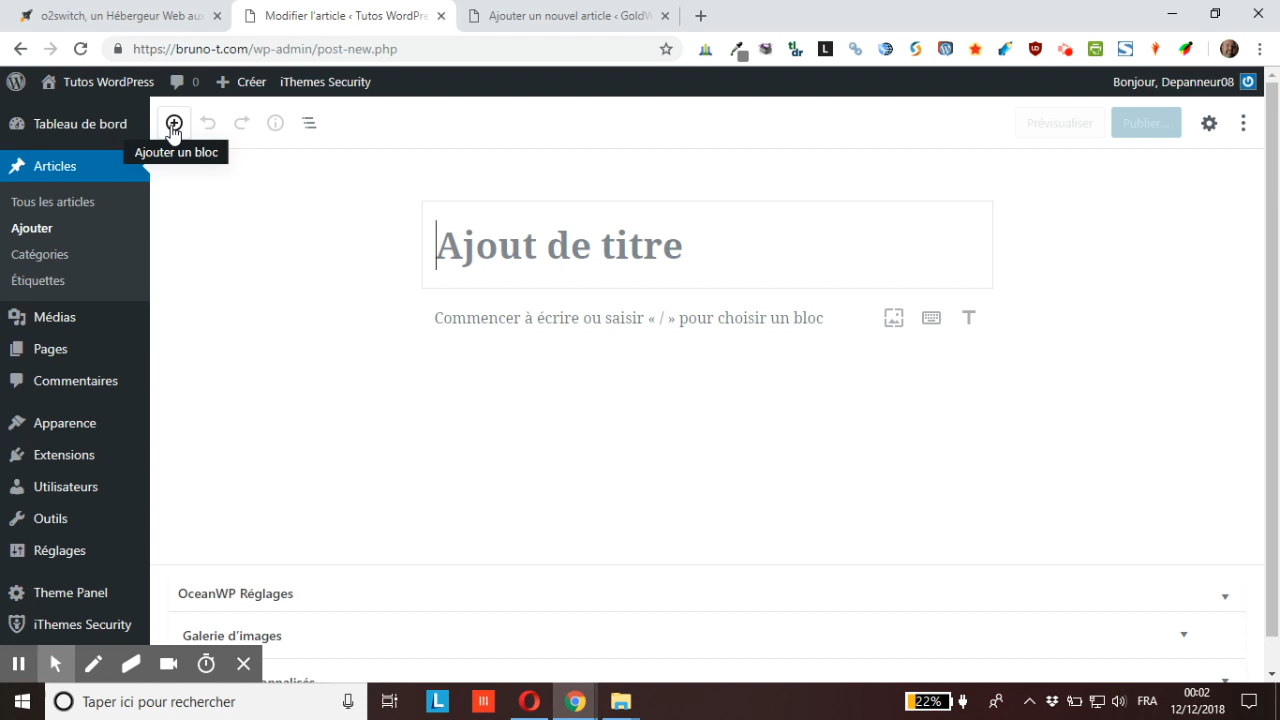 o2switch, un Hébergeur Web aux
Modifier l'article ‹ Tutos WordPre
Ajouter un nouvel article ‹ GoldW
https://bruno-t.com/wp-admin/post-new.php
Tutos WordPress
0
Créer
iThemes Security
Bonjour, Depanneur08
Tableau de bord
Prévisualiser
Publier…
Ajouter un bloc
Articles
Tous les articles
Ajouter
Catégories
Étiquettes
Médias
Pages
Commentaires
Apparence
Extensions
Utilisateurs
Outils
Réglages
Theme Panel
iThemes Security
Ajout de titre
Commencer à écrire ou saisir « / » pour choisir un bloc
OceanWP Réglages
Galerie d'images
Taper ici pour rechercher
22%
FRA
00:02
12/12/2018